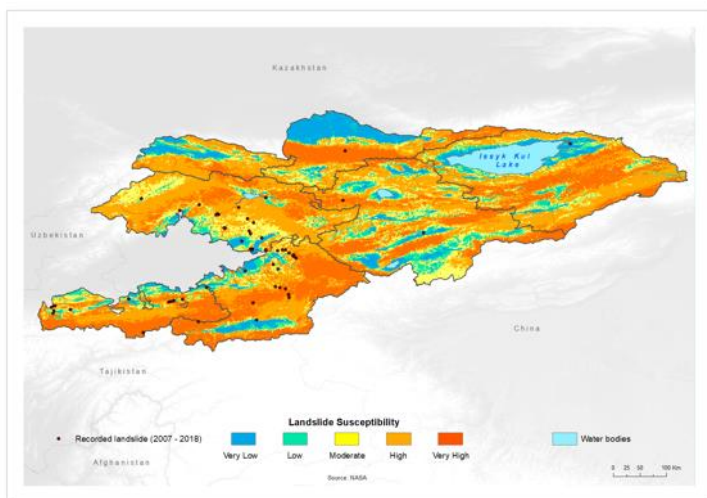 Kazakhstan
Issyk Kul
Lake
Uzbekistan
China
Tajikistan
Landslide Susceptibility
Recorded landslide (2007 - 2018)
Very Low
Low
Moderate
High
Very High
Water bodies
Afghanistan
Source: NASA
0 25 50 100 Km